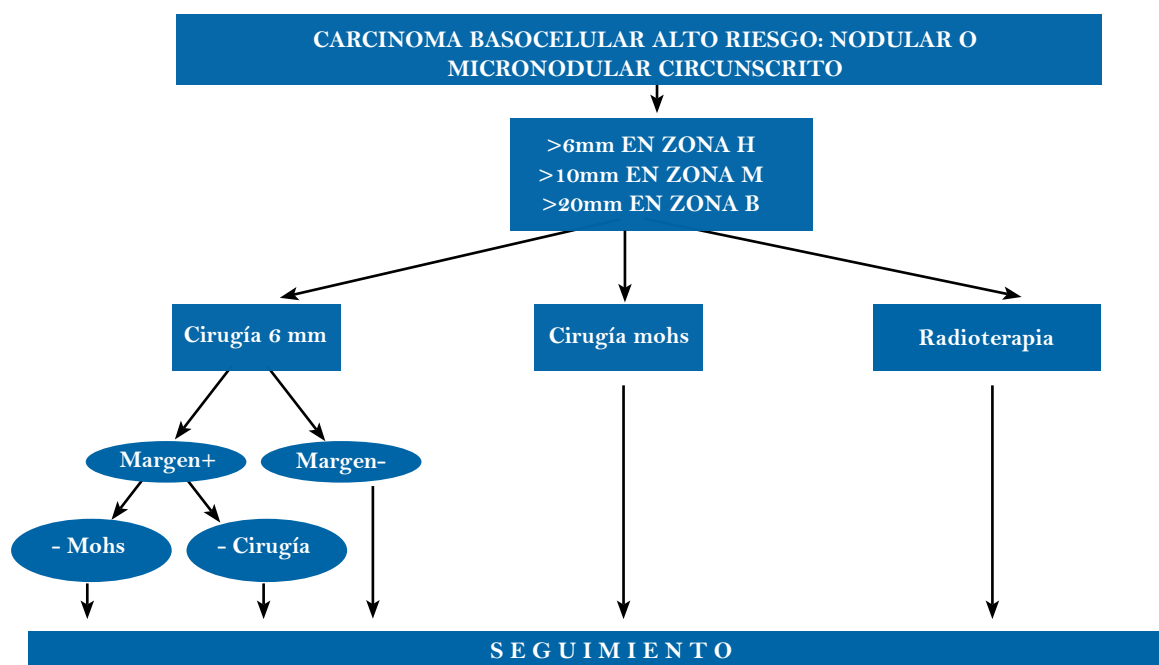 CARCINOMA BASOCELULAR ALTO RIESGO: NODULAR O
MICRONODULAR CIRCUNSCRITO
>6mm EN ZONA H
>10mm EN ZONA M
>20mm EN ZONA B
Cirugía 6 mm
Cirugía mohs
Radioterapia
Margen+
Margen-
- Mohs
- Cirugía
SEGUIMIENTO